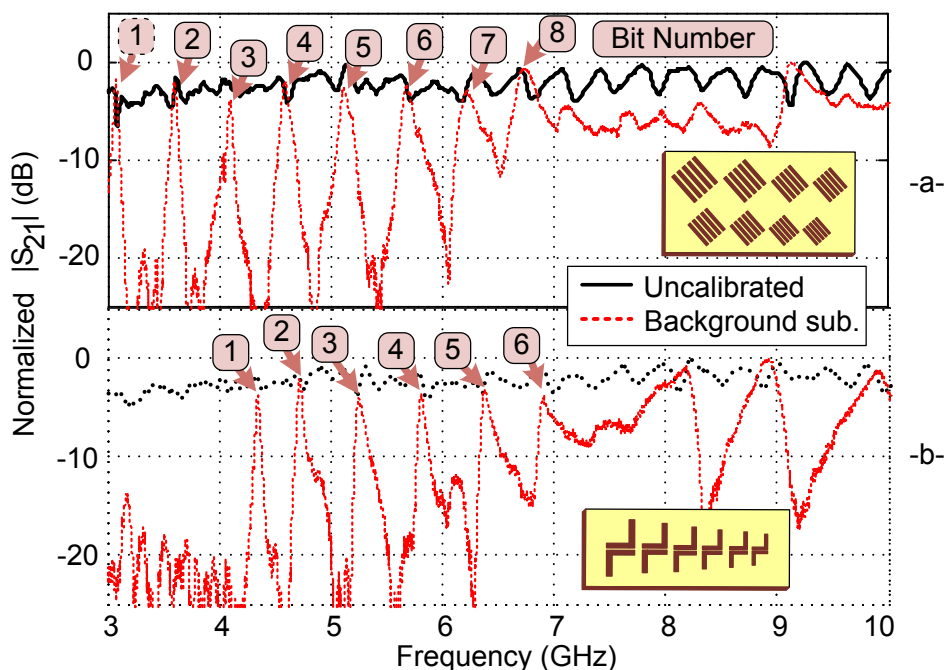 1 2 3 4 5 6 7 8 Bit Number
0
-10
-20
-a-
Normalized |S21| (dB)
Uncalibrated
Background sub.
1 2 3 4 5 6
0
-10
-20
-b-
3 4 5 6 7 8 9 10
Frequency (GHz)